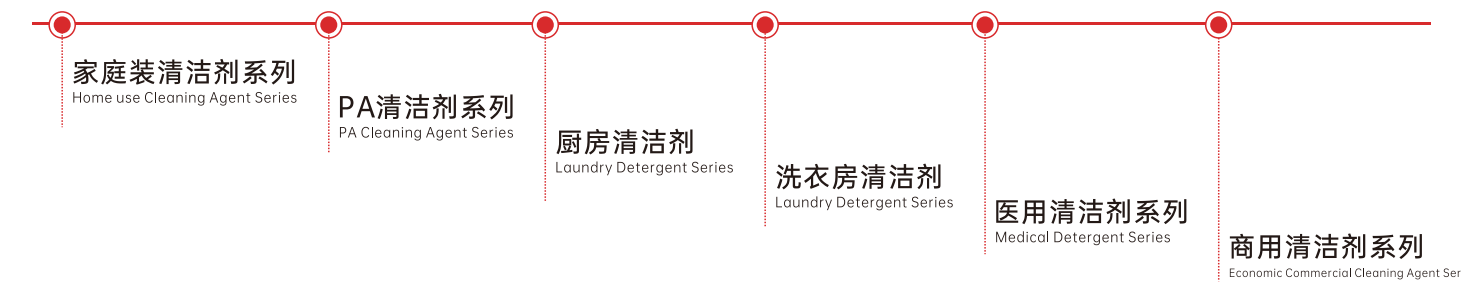 家庭装清洁剂系列
Home use Cleaning Agent Series
PA清洁剂系列
PA Cleaning Agent Series
厨房清洁剂
Laundry Detergent Series
洗衣房清洁剂
Laundry Detergent Series
医用清洁剂系列
Medical Detergent Series
商用清洁剂系列
Economic Commercial Cleaning Agent Ser